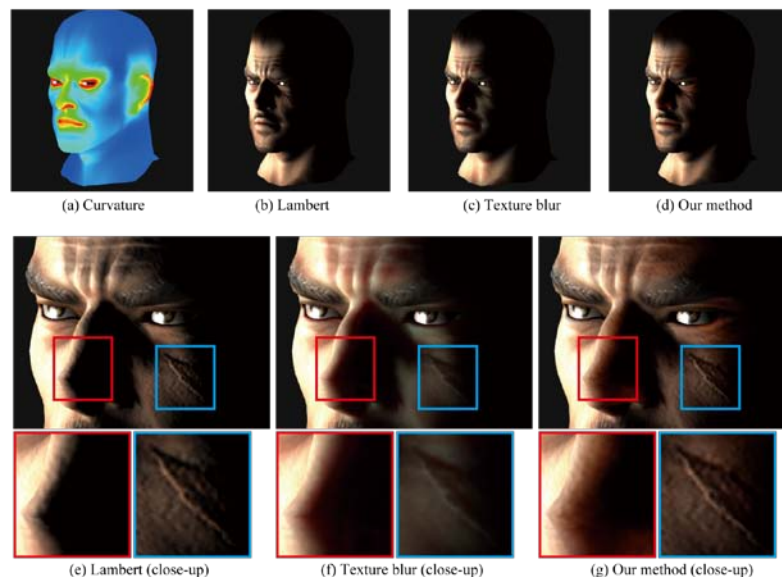 (a) Curvature
(b) Lambert
(c) Texture blur
(d) Our method
(e) Lambert (close-up)
(f) Texture blur (close-up)
(g) Our method (close-up)